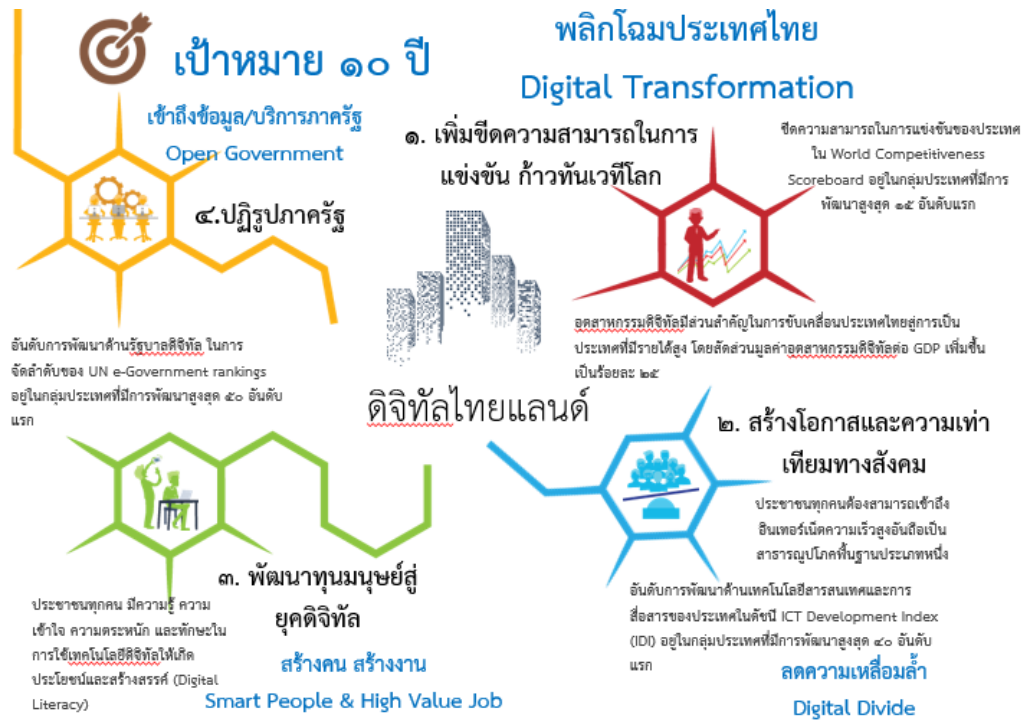 เป้าหมาย ๑๐ ปี
พลิกโฉมประเทศไทย
Digital Transformation
เข้าถึงข้อมูล/บริการภาครัฐ
Open Government
๔.ปฏิรูปภาครัฐ
อันดับการพัฒนาด้านรัฐบาลดิจิทัล ในการ
จัดลำดับของ UN e-Government rankings
อยู่ในกลุ่มประเทศที่มีการพัฒนาสูงสุด ๕๐ อันดับ
แรก
๑. เพิ่มขีดความสามารถในการ
แข่งขัน ก้าวทันเวทีโลก
ขีดความสามารถในการแข่งขันของประเทศ
ใน World Competitiveness
Scoreboard อยู่ในกลุ่มประเทศที่มีการ
พัฒนาสูงสุด ๑๕ อันดับแรก
อุตสาหกรรมดิจิทัลมีส่วนสำคัญในการขับเคลื่อนประเทศไทยสู่การเป็น
ประเทศที่มีรายได้สูง โดยสัดส่วนมูลค่าอุตสาหกรรมดิจิทัลต่อ GDP เพิ่มขึ้น
เป็นร้อยละ ๒๕
ดิจิทัลไทยแลนด์
๒. สร้างโอกาสและความเท่า
เทียมทางสังคม
ประชาชนทุกคนต้องสามารถเข้าถึง
อินเทอร์เน็ตความเร็วสูงอันถือเป็น
สาธารณูปโภคพื้นฐานประเภทหนึ่ง
อันดับการพัฒนาด้านเทคโนโลยีสารสนเทศและการ
สื่อสารของประเทศในดัชนี ICT Development Index
(IDI) อยู่ในกลุ่มประเทศที่มีการพัฒนาสูงสุด ๔๐ อันดับ
แรก
ลดความเหลื่อมล้ำ
Digital Divide
๓. พัฒนาทุนมนุษย์สู่
ยุคดิจิทัล
ประชาชนทุกคน มีความรู้ ความ
เข้าใจ ความตระหนัก และทักษะใน
การใช้เทคโนโลยีดิจิทัลให้เกิด
ประโยชน์และสร้างสรรค์ (Digital
Literacy)
สร้างคน สร้างงาน
Smart People & High Value Job